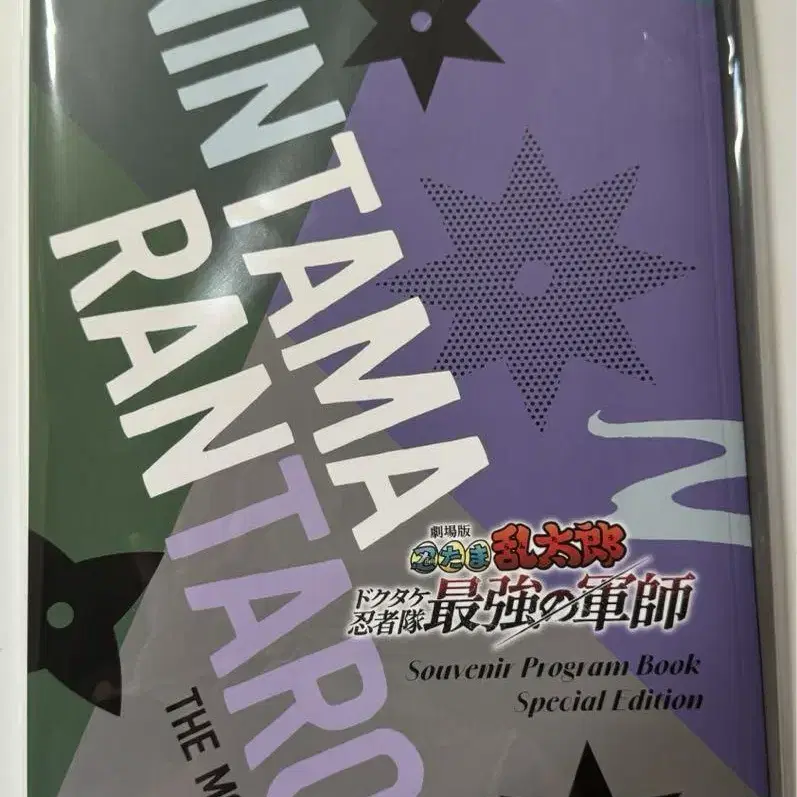 NINTAMA
RANTARO
THE MO
劇場版
忍たま乱太郎
ドクタケ
忍者隊
最強の軍師
Souvenir Program Book
Special Edition